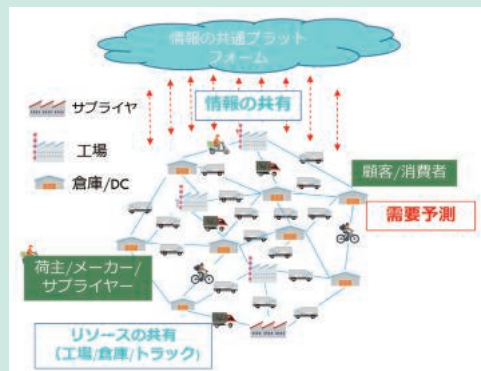 情報の共通プラット
フォーム
情報の共有
サプライヤ
工場
倉庫/DC
顧客/消費者
需要予測
荷主/メーカー/
サプライヤー
リソースの共有
(工場/倉庫/トラック)